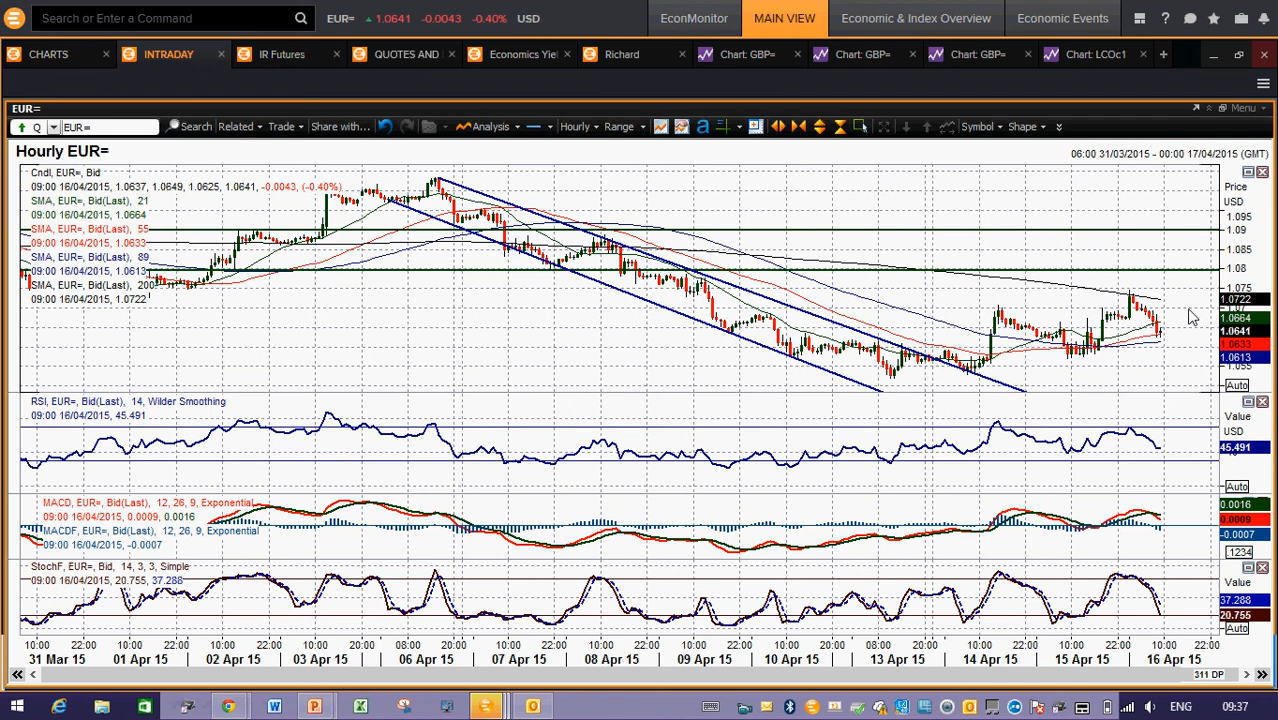 Search or Enter a Command EUR= 1.0641 -0.0043 -0.40% USD EconMonitor MAIN VIEW Economic & Index Overview Economic Events
CHARTS INTRADAY IR Futures QUOTES AND Economics Yiel Richard Chart: GBP= Chart: GBP= Chart: GBP= Chart: LCOc1
EUR= Menu
Q EUR= Search Related Trade Share with... Analysis Hourly Range Symbol Shape
Hourly EUR=
06:00 31/03/2015 - 00:00 17/04/2015 (GMT)
Cndl, EUR=, Bid
09:00 16/04/2015, 1.0637, 1.0649, 1.0625, 1.0641, -0.0043, (-0.40%)
SMA, EUR=, Bid(Last), 21
09:00 16/04/2015, 1.0664
SMA, EUR=, Bid(Last), 55
09:00 16/04/2015, 1.0633
SMA, EUR=, Bid(Last), 89
09:00 16/04/2015, 1.0613
SMA, EUR=, Bid(Last), 200
09:00 16/04/2015, 1.0722
Price
USD
1.095
1.09
1.085
1.08
1.075
1.0722
1.0664
1.0641
1.0633
1.0613
1.055
Auto
RSI, EUR=, Bid(Last), 14, Wilder Smoothing
09:00 16/04/2015, 45.491
Value
USD
45.491
Auto
MACD, EUR=, Bid(Last), 12, 26, 9, Exponential
09:00 16/04/2015, 0.0009, 0.0016
MACDF, EUR=, Bid(Last), 12, 26, 9, Exponential
09:00 16/04/2015, -0.0007
0.0016
0.0009
-0.0007
.1234
StochF, EUR=, Bid, 14, 3, 3, Simple
09:00 16/04/2015, 20.755, 37.288
Value
37.288
20.755
Auto
10:00 22:00 10:00 22:00 10:00 22:00 10:00 20:00 22:00 10:00 20:00 22:00 10:00 22:00 10:00 22:00 10:00 22:00 10:00 20:00 22:00 10:00 22:00 10:00 22:00 10:00 22:00
31 Mar 15 01 Apr 15 02 Apr 15 03 Apr 15 06 Apr 15 07 Apr 15 08 Apr 15 09 Apr 15 10 Apr 15 13 Apr 15 14 Apr 15 15 Apr 15 16 Apr 15
311 DP
ENG 09:37